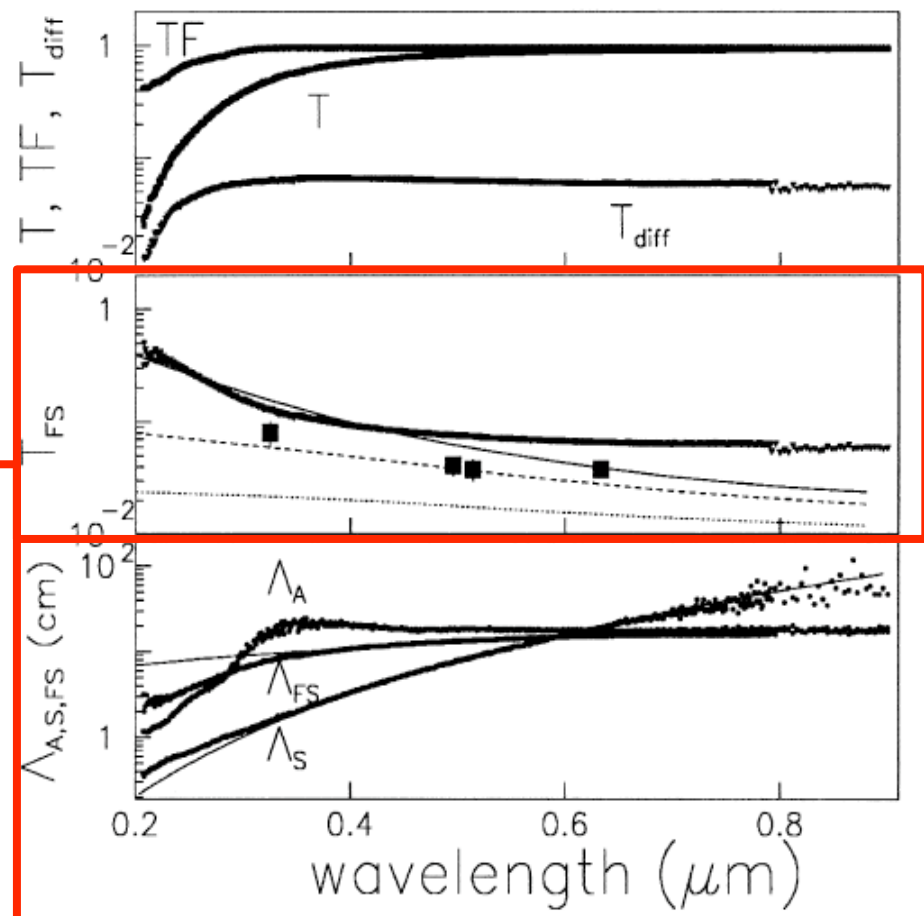 T, TF, T_diff
1
10^-2
TF
T
T_diff
T_FS
1
10^-2
Λ_A,S,FS (cm)
10^2
1
Λ_A
Λ_FS
Λ_S
0.2 0.4 0.6 0.8
wavelength (μm)